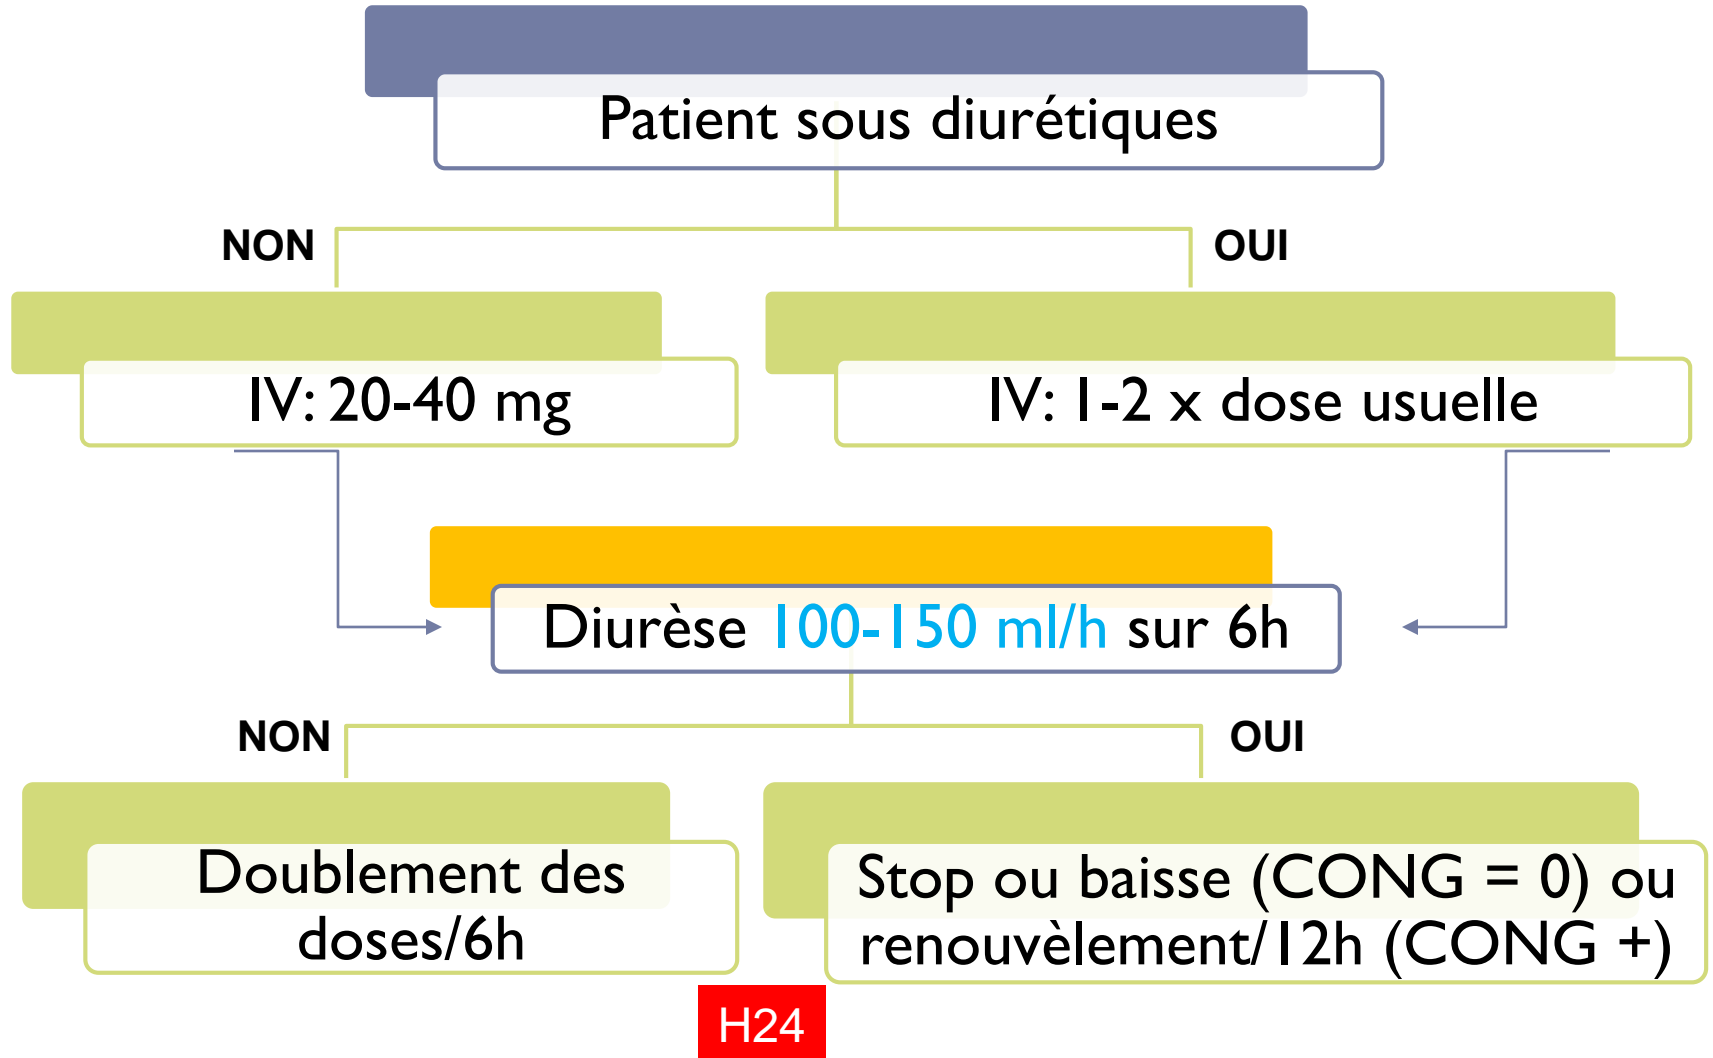 Patient sous diurétiques
NON
OUI
IV: 20-40 mg
IV: 1-2 x dose usuelle
Diurèse 100-150 ml/h sur 6h
NON
OUI
Doublement des
doses/6h
Stop ou baisse (CONG = 0) ou
renouvèlement/12h (CONG +)
H24